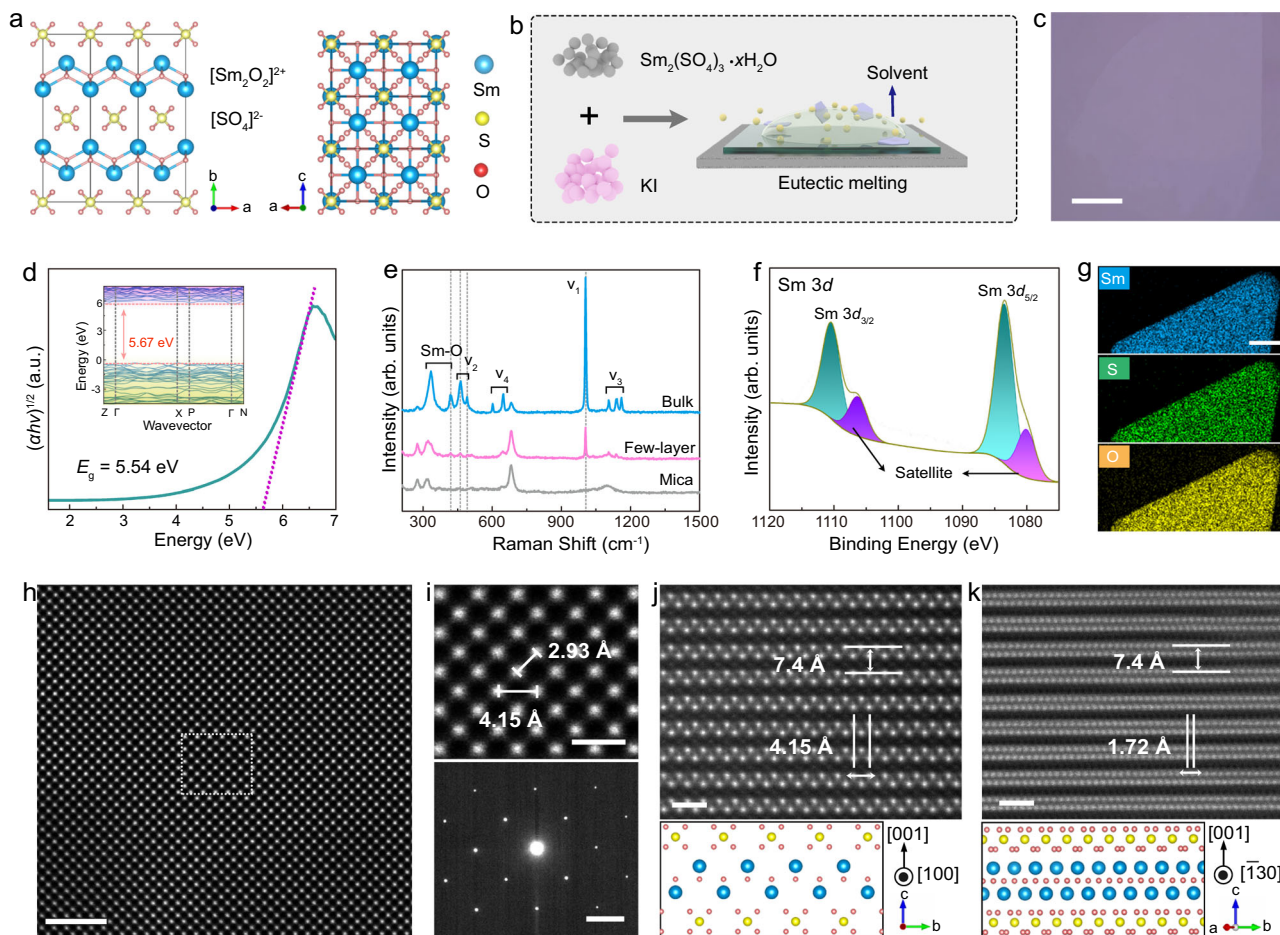 a
[Sm2O2]2+
[SO4]2-
b
a
c
a
Sm
S
O
b
Sm2(SO4)3·xH2O
+
KI
Solvent
Eutectic melting
c
d
(αhν)1/2 (a.u.)
Energy (eV)
6
3
0
-3
5.67 eV
Z Γ X P Γ N
Wavevector
Eg = 5.54 eV
2 3 4 5 6 7
Energy (eV)
e
Intensity (arb. units)
Sm-O
v2
v4
v1
v3
Bulk
Few-layer
Mica
300 600 900 1200 1500
Raman Shift (cm-1)
f
Intensity (arb. units)
Sm 3d
Sm 3d3/2
Sm 3d5/2
Satellite
1120 1110 1100 1090 1080
Binding Energy (eV)
g
Sm
S
O
h
i
2.93 Å
4.15 Å
j
7.4 Å
4.15 Å
[001]
[100]
c
b
k
7.4 Å
1.72 Å
[001]
[1̅30]
c
a b